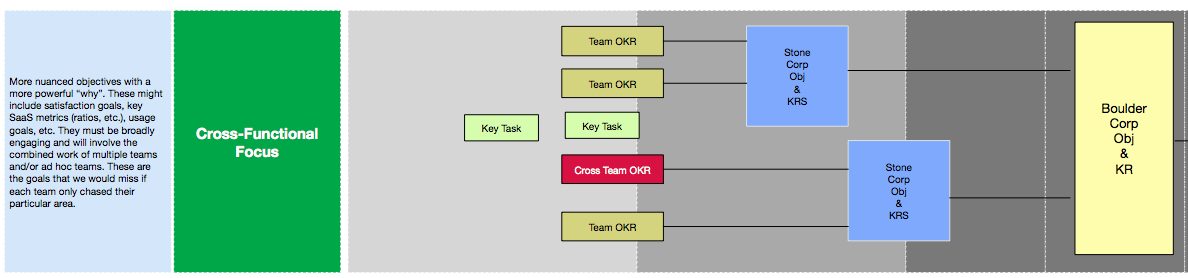 More nuanced objectives with a
more powerful “why”. These might
include satisfaction goals, key
SaaS metrics (ratios, etc.), usage
goals, etc. They must be broadly
engaging and will involve the
combined work of multiple teams
and/or ad hoc teams. These are
the goals that we would miss if
each team only chased their
particular area.
Cross-Functional
Focus
Team OKR
Team OKR
Key Task
Key Task
Cross Team OKR
Team OKR
Stone
Corp
Obj
&
KRS
Stone
Corp
Obj
&
KRS
Boulder
Corp
Obj
&
KR